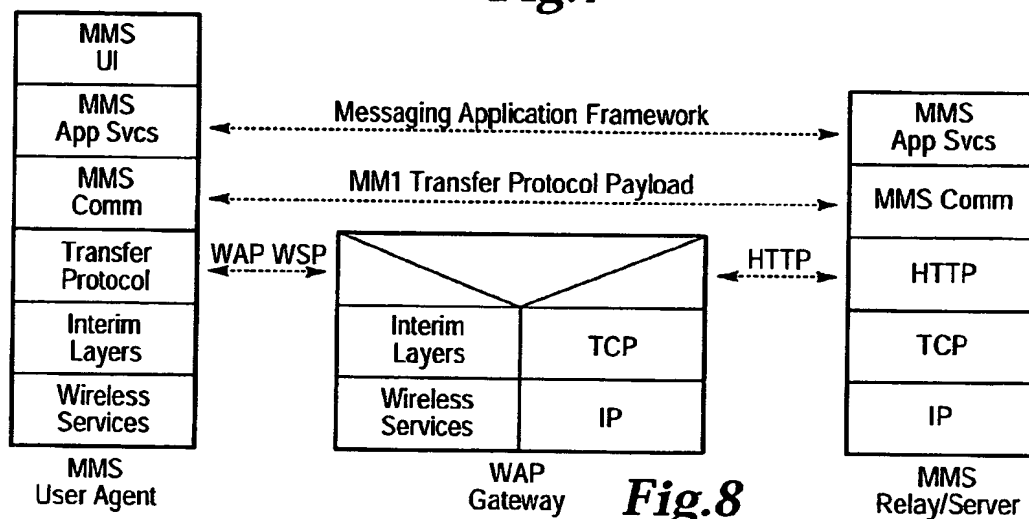 MMS
UI
MMS
App Svcs
MMS
Comm
Transfer
Protocol
Interim
Layers
Wireless
Services
MMS
User Agent
Messaging Application Framework
MM1 Transfer Protocol Payload
WAP WSP
HTTP
Interim
Layers
TCP
Wireless
Services
IP
WAP
Gateway
MMS
App Svcs
MMS Comm
HTTP
TCP
IP
MMS
Relay/Server
Fig.8